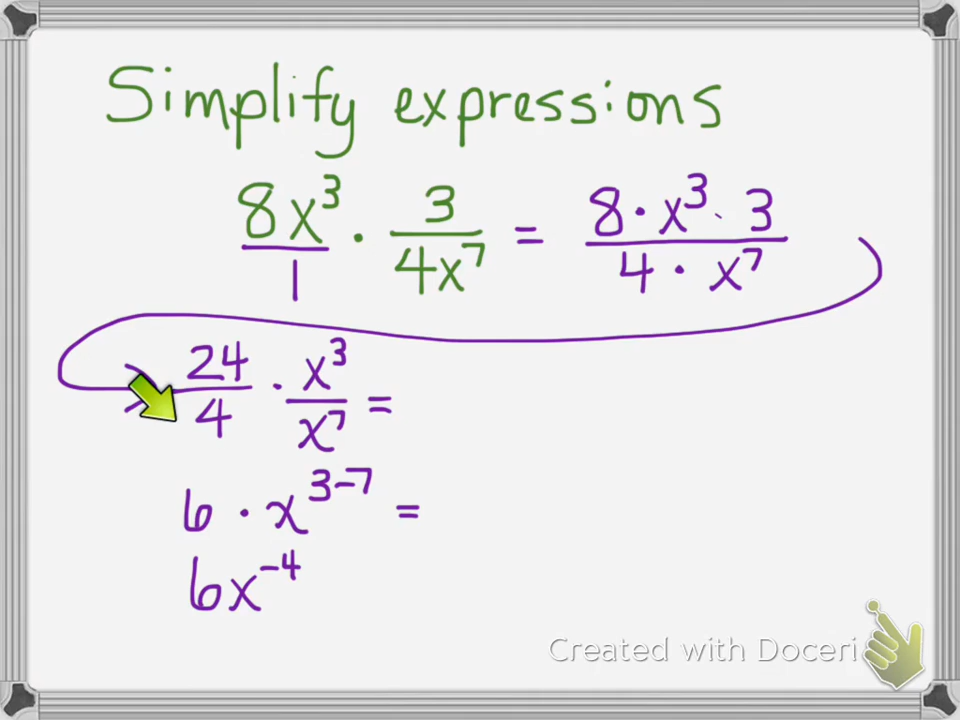 Simplify expressions
8x³/1 · 3/4x⁷ = 8·x³·3/4·x⁷
24/4 · x³/x⁷ =
6 · x³⁻⁷ =
6x⁻⁴
Created with Doceri